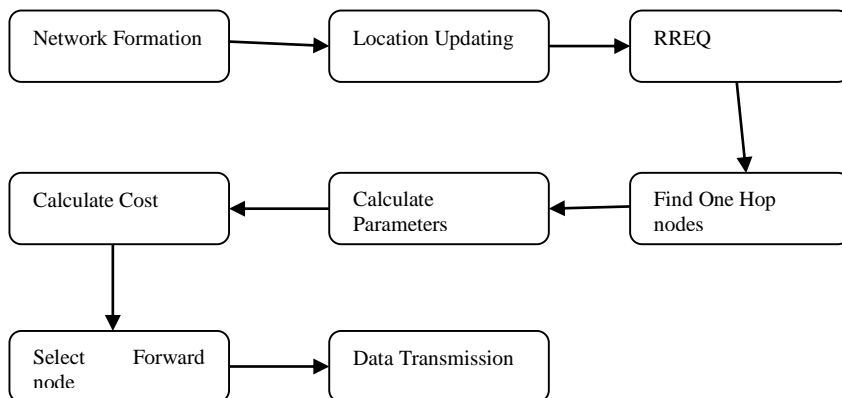 Network Formation
Location Updating
RREQ
Calculate Cost
Calculate
Parameters
Find One Hop
nodes
Select Forward
node
Data Transmission